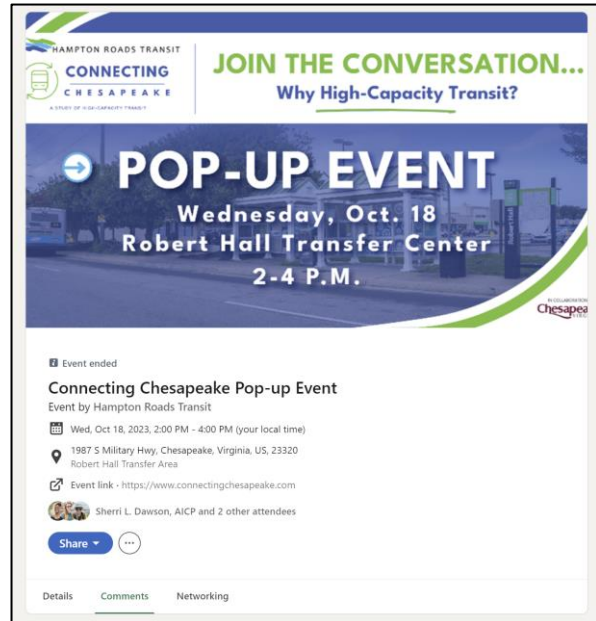 HAMPTON ROADS TRANSIT
CONNECTING
CHESAPEAKE
A STUDY OF HIGH-CAPACITY TRANSIT
JOIN THE CONVERSATION...
Why High-Capacity Transit?
POP-UP EVENT
Wednesday, Oct. 18
Robert Hall Transfer Center
2-4 P.M.
Robert Hall
IN COLLABORATION
Chesapea
Event ended
Connecting Chesapeake Pop-up Event
Event by Hampton Roads Transit
Wed, Oct 18, 2023, 2:00 PM - 4:00 PM (your local time)
1987 S Military Hwy, Chesapeake, Virginia, US, 23320
Robert Hall Transfer Area
Event link · https://www.connectingchesapeake.com
Sherri L. Dawson, AICP and 2 other attendees
Share
Details Comments Networking